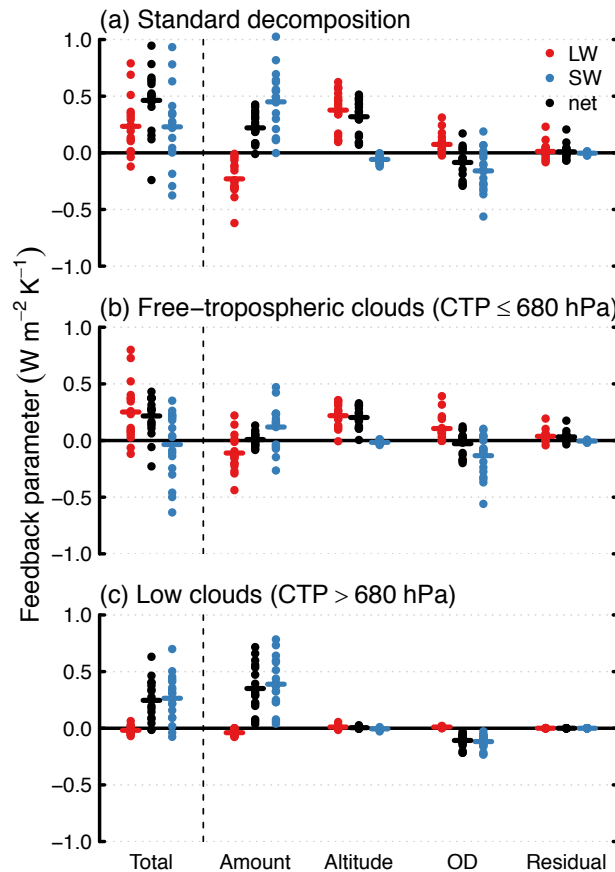 (a) Standard decomposition
1.0
0.5
0.0
−0.5
−1.0
LW
SW
net
(b) Free−tropospheric clouds (CTP ≤ 680 hPa)
1.0
0.5
0.0
−0.5
−1.0
Feedback parameter (W m−2 K−1)
(c) Low clouds (CTP > 680 hPa)
1.0
0.5
0.0
−0.5
−1.0
Total Amount Altitude OD Residual